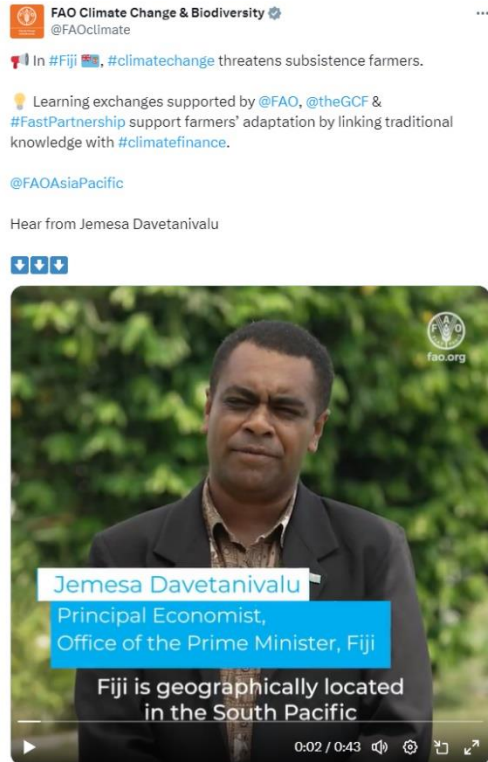 FAO Climate Change & Biodiversity
@FAOclimate
In #Fiji, #climatechange threatens subsistence farmers.
Learning exchanges supported by @FAO, @theGCF &
#FastPartnership support farmers' adaptation by linking traditional
knowledge with #climatefinance.
@FAOAsiaPacific
Hear from Jemesa Davetanivalu
FAO
fao.org
Jemesa Davetanivalu
Principal Economist,
Office of the Prime Minister, Fiji
Fiji is geographically located
in the South Pacific
0:02 / 0:43